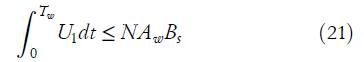 ∫₀^{T_w} U₁dt ≤ NA_wB_s (21)